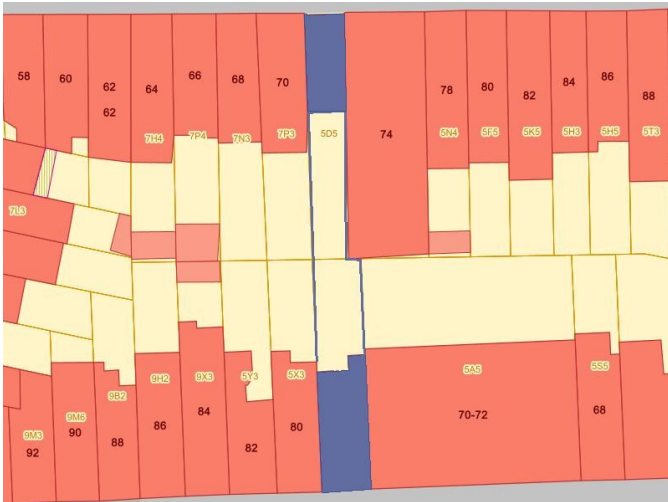 58
60
62
62
64
66
68
70
74
78
80
82
84
86
88
7H4
7P4
7N3
7P3
5D5
5N4
5F5
5K5
5H3
5H5
5T3
7L3
9M3
9M6
9B2
9H2
9X3
5Y3
5X3
5A5
5S5
92
90
88
86
84
82
80
70-72
68